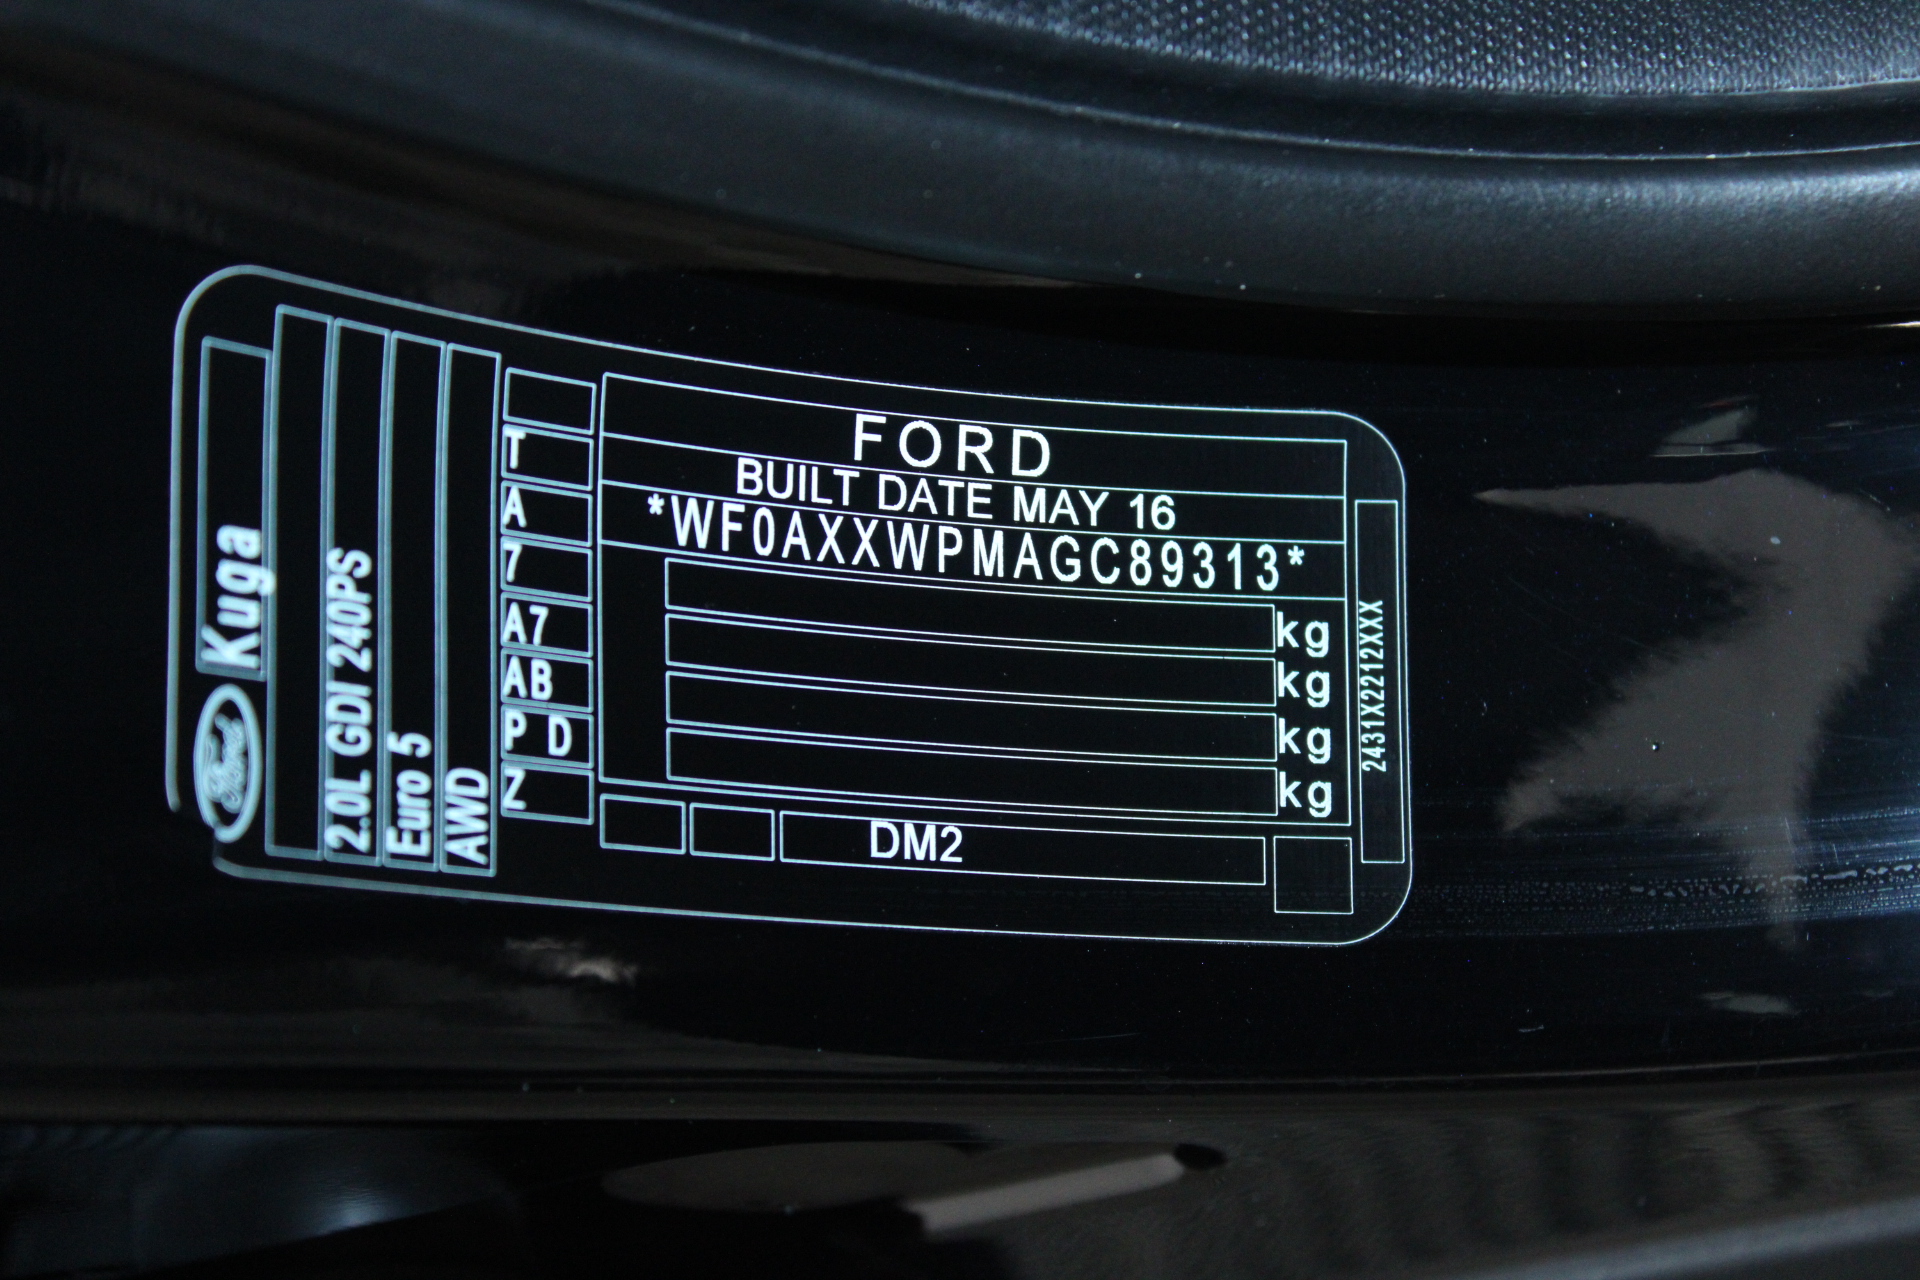 FORD
BUILT DATE MAY 16
*WF0AXXWPMAGC89313*
kg
kg
kg
kg
DM2
T
A
7
A7
AB
P D
Z
Ford Kuga
2.0L GDI 240PS
Euro 5
AWD
2431X2212XXX